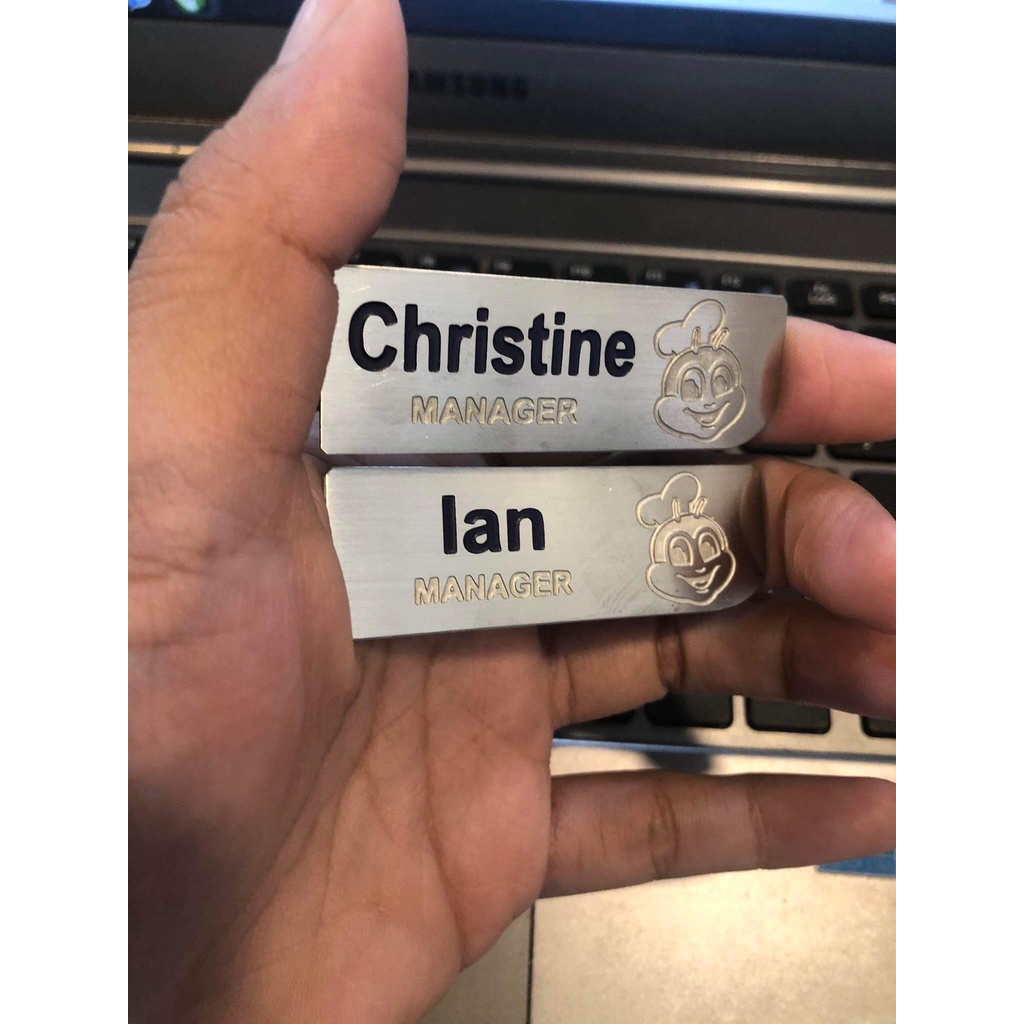 SAMSUNG
Christine
MANAGER
Ian
MANAGER